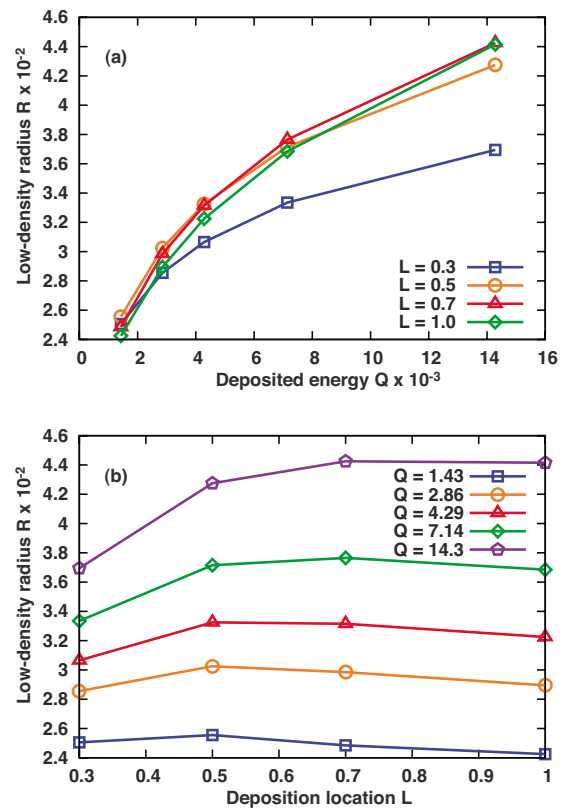 (a)
Low-density radius R x 10-2
4.6
4.4
4.2
4
3.8
3.6
3.4
3.2
3
2.8
2.6
2.4
L = 0.3
L = 0.5
L = 0.7
L = 1.0
0 2 4 6 8 10 12 14 16
Deposited energy Q x 10-3
(b)
Low-density radius R x 10-2
4.6
4.4
4.2
4
3.8
3.6
3.4
3.2
3
2.8
2.6
2.4
Q = 1.43
Q = 2.86
Q = 4.29
Q = 7.14
Q = 14.3
0.3 0.4 0.5 0.6 0.7 0.8 0.9 1
Deposition location L